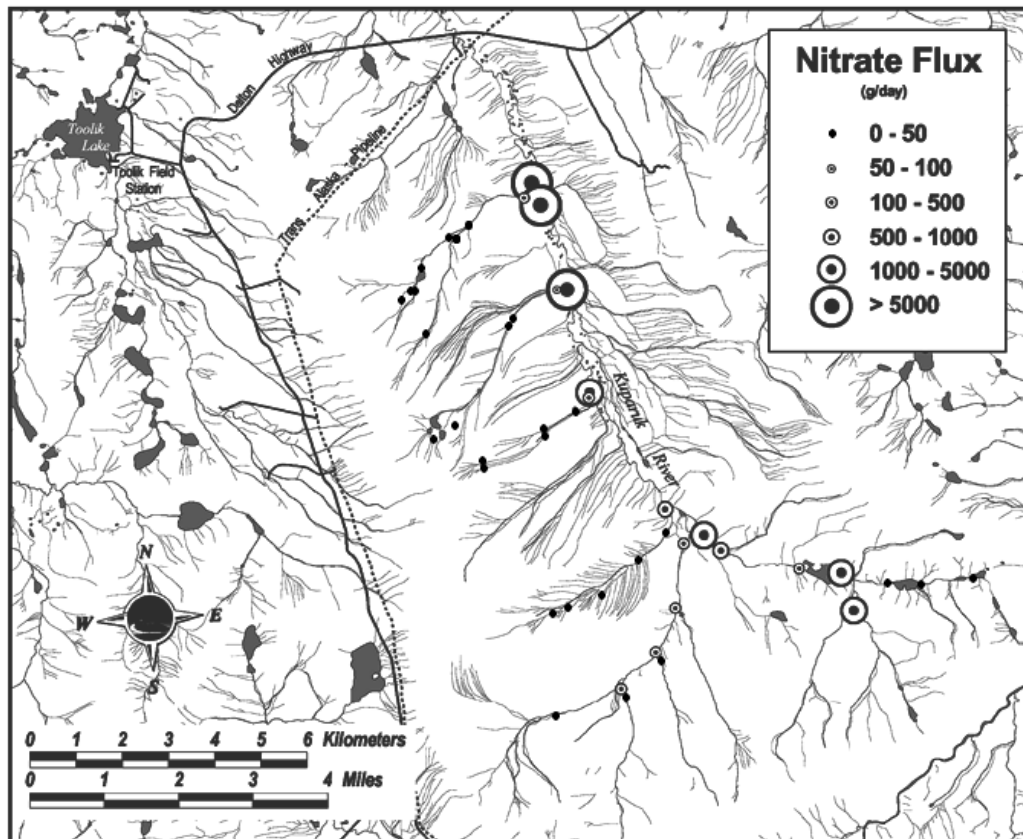 Nitrate Flux
(g/day)
0 - 50
50 - 100
100 - 500
500 - 1000
1000 - 5000
> 5000
Dalton Highway
Trans - Alaska - Pipeline
Toolik
Lake
Toolik Field
Station
Kuparuk
River
N
W
E
S
0 1 2 3 4 5 6 Kilometers
0 1 2 3 4 Miles